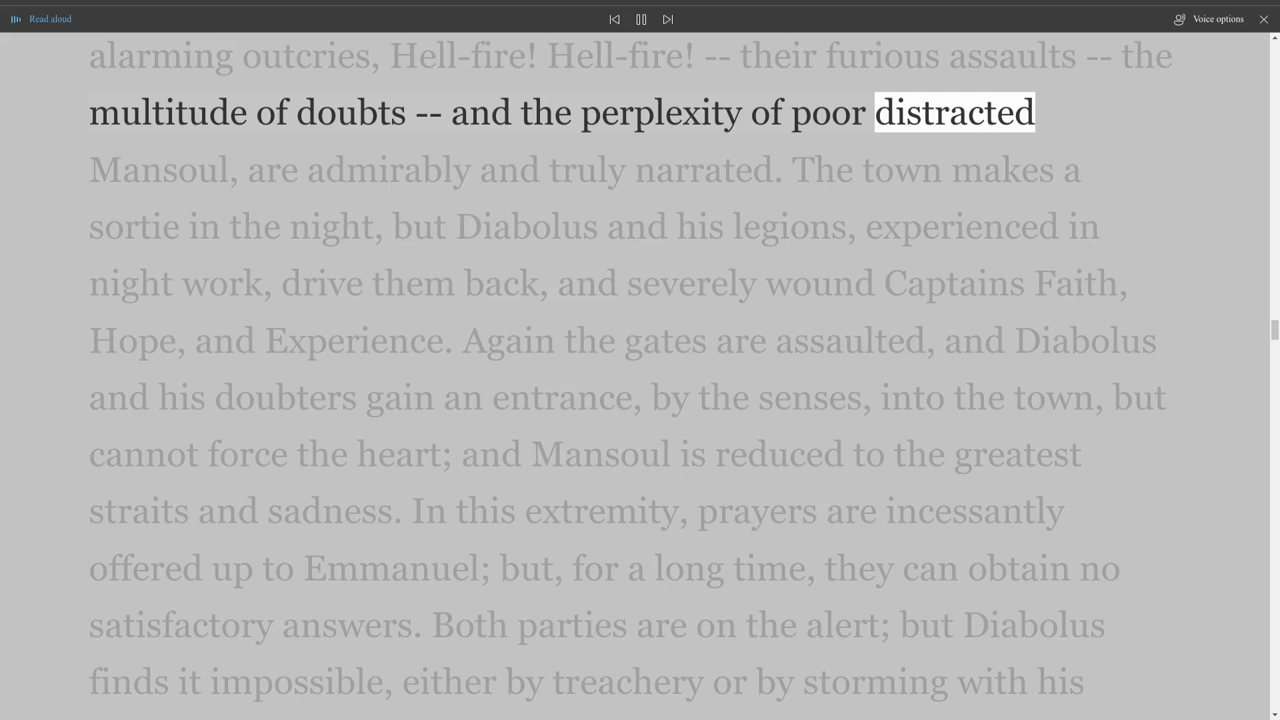 Read aloud
Voice options
alarming outcries, Hell-fire! Hell-fire! -- their furious assaults -- the
multitude of doubts -- and the perplexity of poor distracted
Mansoul, are admirably and truly narrated. The town makes a
sortie in the night, but Diabolus and his legions, experienced in
night work, drive them back, and severely wound Captains Faith,
Hope, and Experience. Again the gates are assaulted, and Diabolus
and his doubters gain an entrance, by the senses, into the town, but
cannot force the heart; and Mansoul is reduced to the greatest
straits and sadness. In this extremity, prayers are incessantly
offered up to Emmanuel; but, for a long time, they can obtain no
satisfactory answers. Both parties are on the alert; but Diabolus
finds it impossible, either by treachery or by storming with his